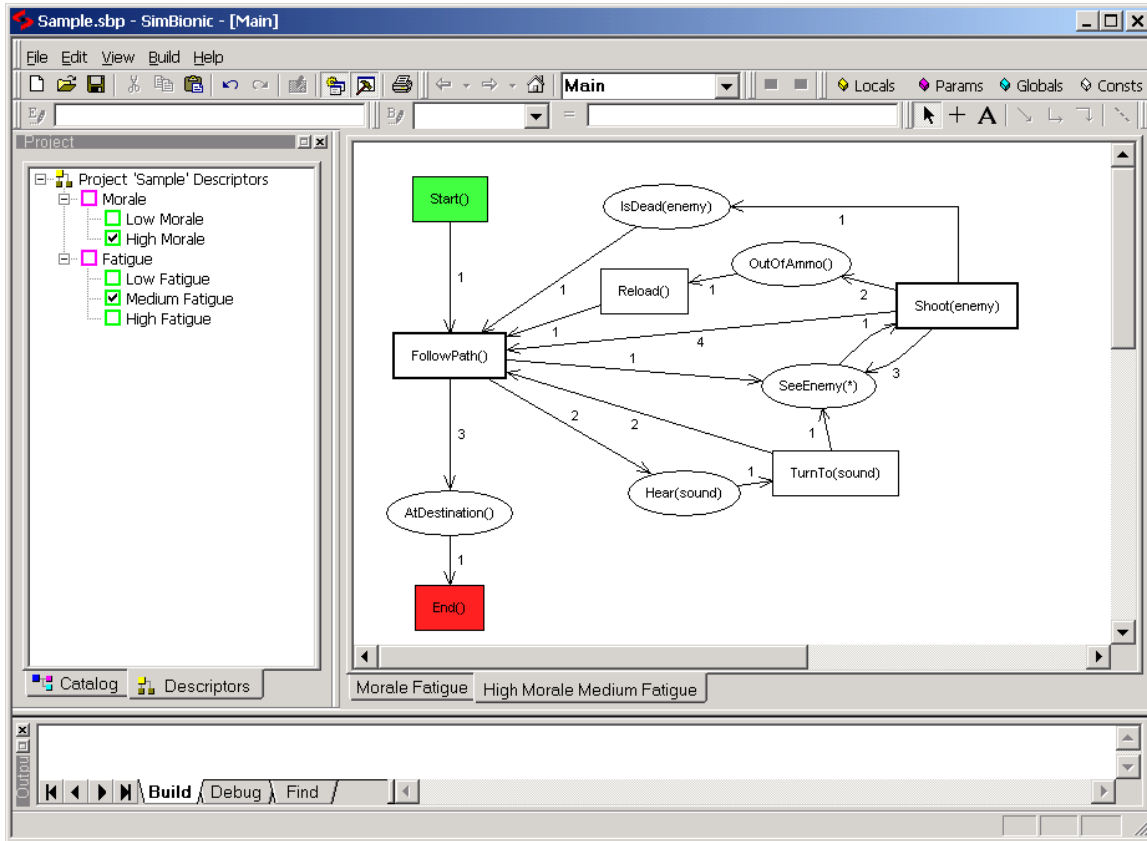 Sample.sbp - SimBionic - [Main]
File Edit View Build Help
Main
Locals Params Globals Consts
E
B
=
A
Project
Project 'Sample' Descriptors
Morale
Low Morale
High Morale
Fatigue
Low Fatigue
Medium Fatigue
High Fatigue
Catalog Descriptors
Start()
IsDead(enemy)
1
OutOfAmmo()
1
1
Reload()
1
2
Shoot(enemy)
1
1
4
FollowPath()
1
SeeEnemy(*)
3
2
2
3
1
TurnTo(sound)
1
Hear(sound)
AtDestination()
1
End()
Morale Fatigue High Morale Medium Fatigue
Outpu
Build Debug Find